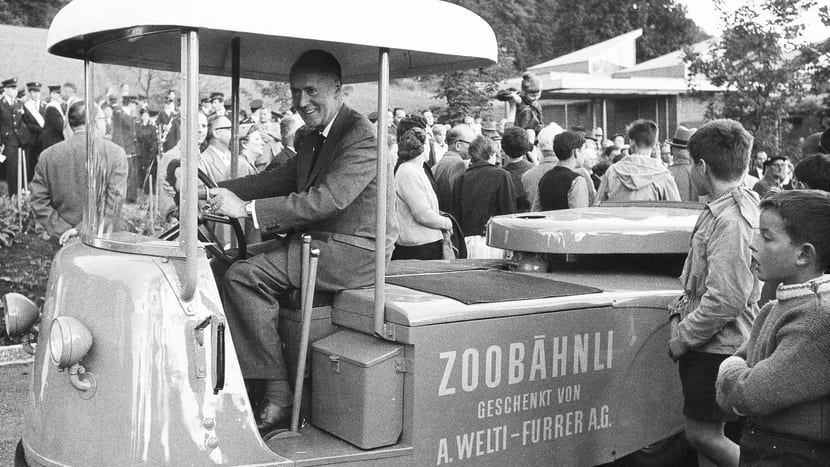 ZOOBÄHNLI
GESCHENKT VON
A. WELTI-FURRER A.G.